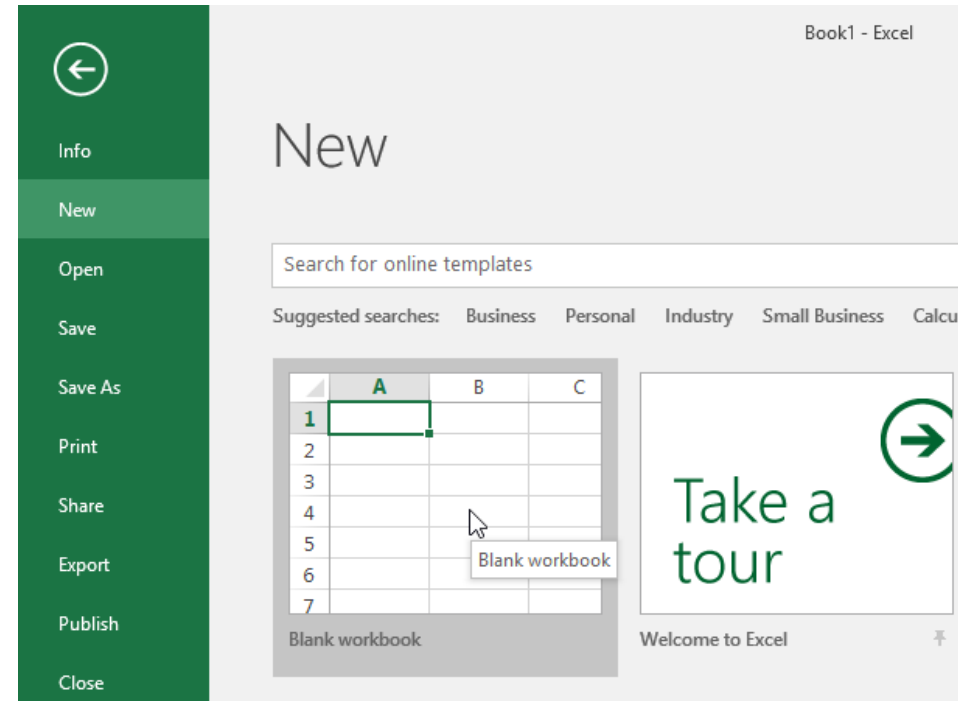 Book1 - Excel
Info
New
Open
Save
Save As
Print
Share
Export
Publish
Close
New
Search for online templates
Suggested searches: Business Personal Industry Small Business Calcu
A B C
1
2
3
4
5
6
7
Blank workbook
Blank workbook
Take a
tour
Welcome to Excel